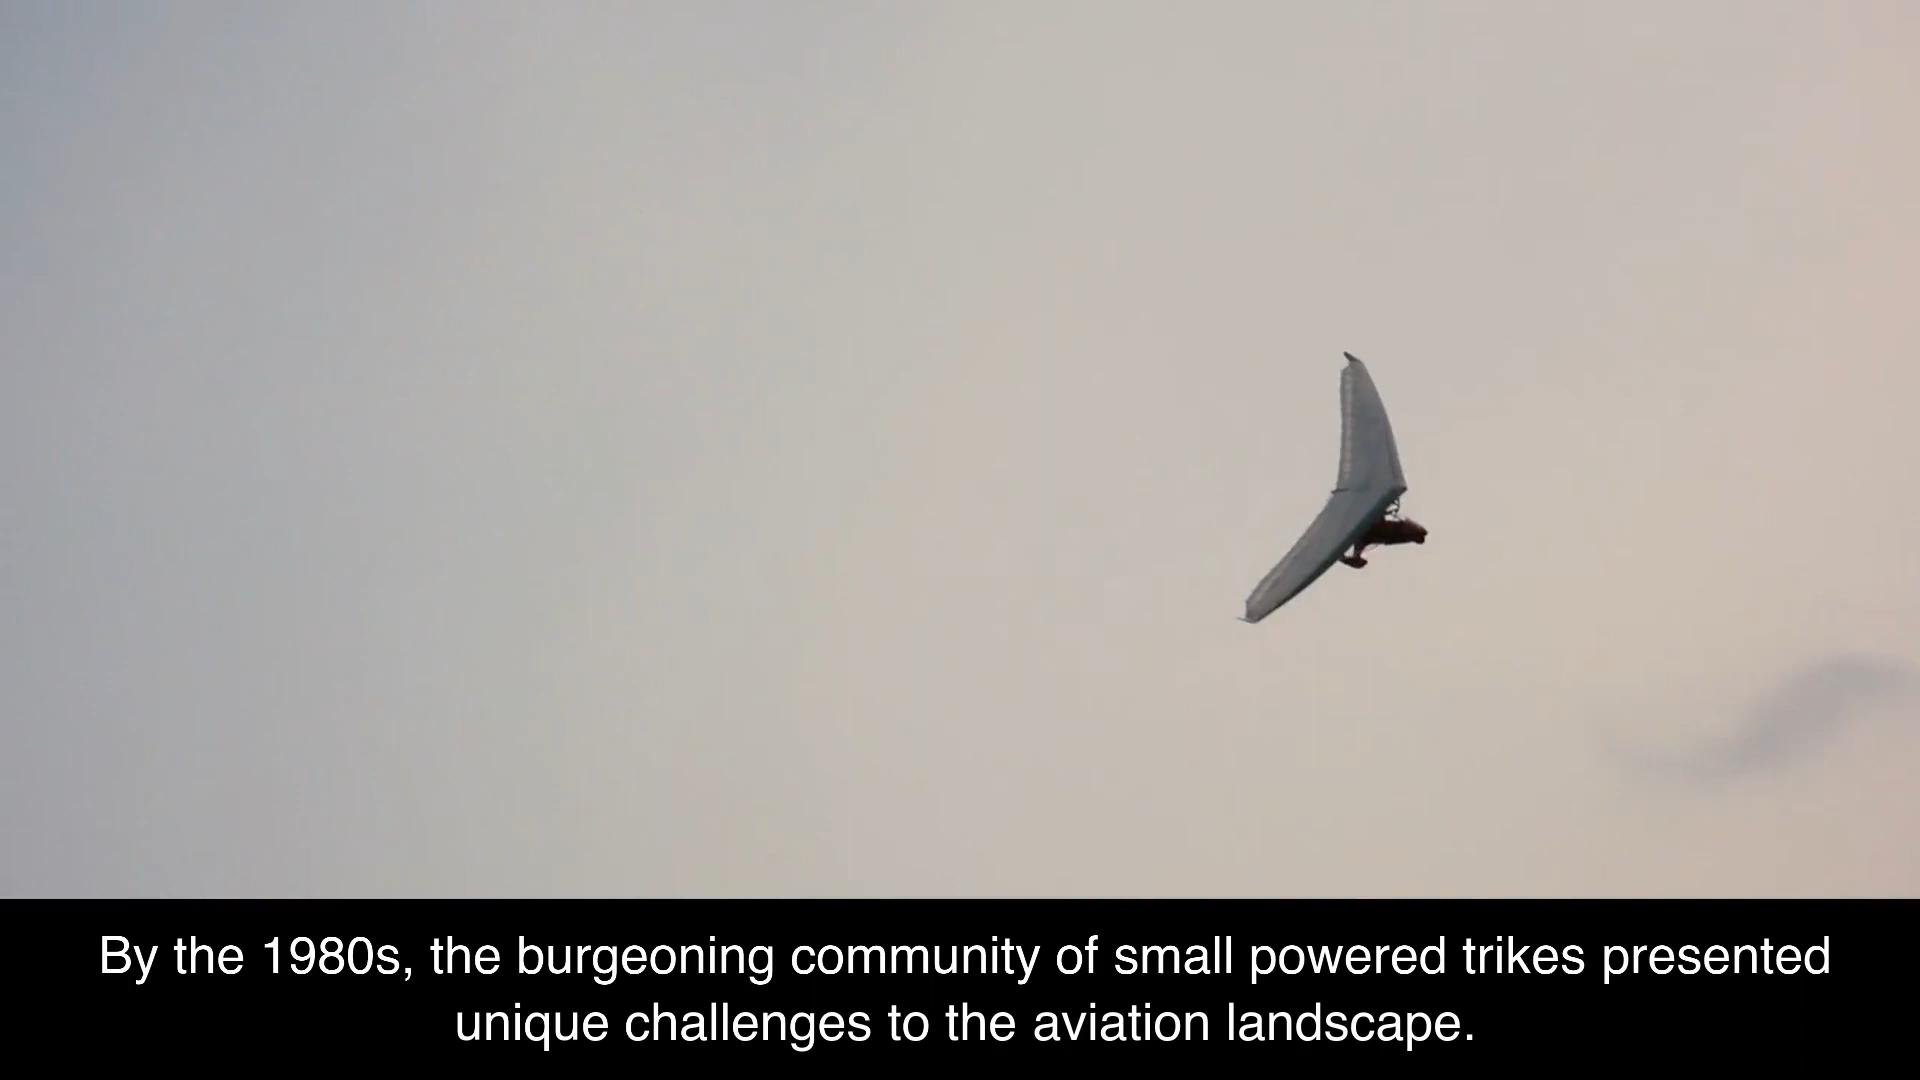 By the 1980s, the burgeoning community of small powered trikes presented
unique challenges to the aviation landscape.